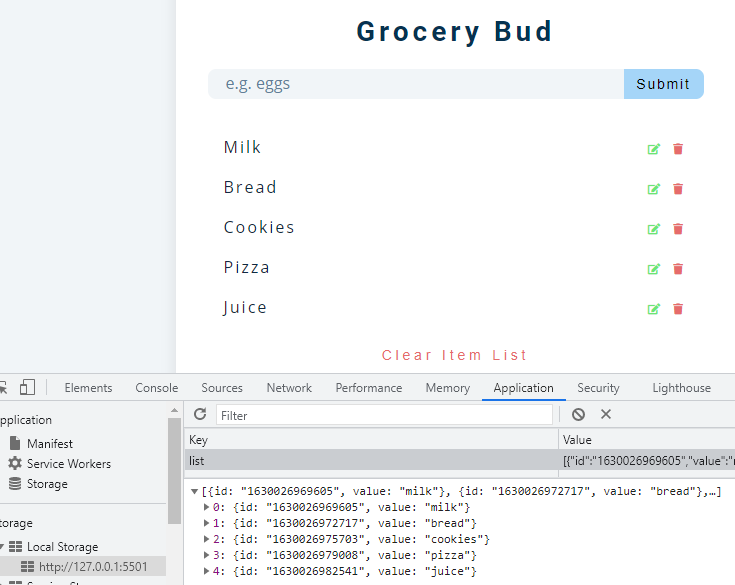 Grocery Bud
e.g. eggs Submit
Milk
Bread
Cookies
Pizza
Juice
Clear Item List
Elements Console Sources Network Performance Memory Application Security Lighthouse
pplication
Manifest
Service Workers
Storage
torage
Local Storage
http://127.0.0.1:5501
Filter
Key Value
list [{"id":"1630026969605","value":"
[{id: "1630026969605", value: "milk"}, {id: "1630026972717", value: "bread"},…]
0: {id: "1630026969605", value: "milk"}
1: {id: "1630026972717", value: "bread"}
2: {id: "1630026975703", value: "cookies"}
3: {id: "1630026979008", value: "pizza"}
4: {id: "1630026982541", value: "juice"}